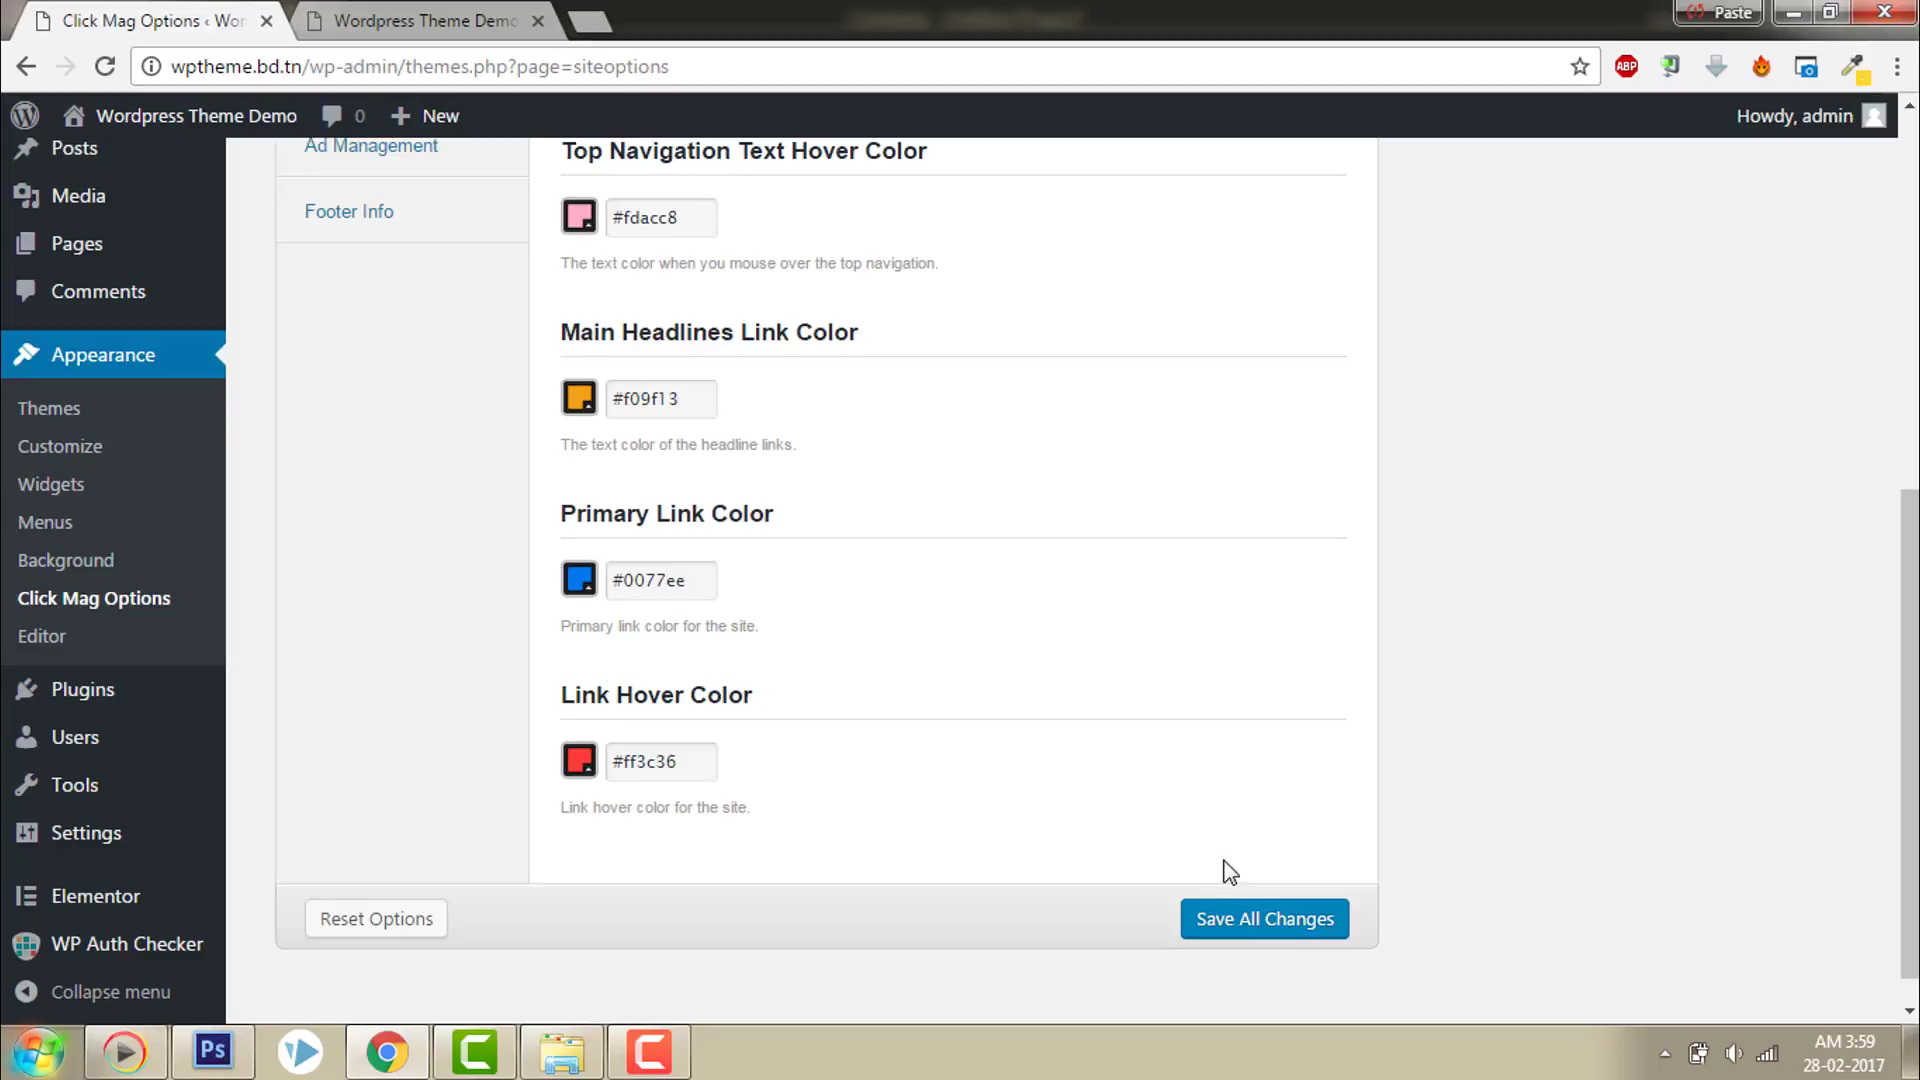 Click Mag Options ‹ Wor
Wordpress Theme Demo
Paste
wptheme.bd.tn/wp-admin/themes.php?page=siteoptions
ABP
Wordpress Theme Demo
0
New
Howdy, admin
Posts
Media
Pages
Comments
Appearance
Themes
Customize
Widgets
Menus
Background
Click Mag Options
Editor
Plugins
Users
Tools
Settings
Elementor
WP Auth Checker
Collapse menu
Ad Management
Footer Info
Top Navigation Text Hover Color
#fdacc8
The text color when you mouse over the top navigation.
Main Headlines Link Color
#f09f13
The text color of the headline links.
Primary Link Color
#0077ee
Primary link color for the site.
Link Hover Color
#ff3c36
Link hover color for the site.
Reset Options
Save All Changes
Ps
AM 3:59
28-02-2017